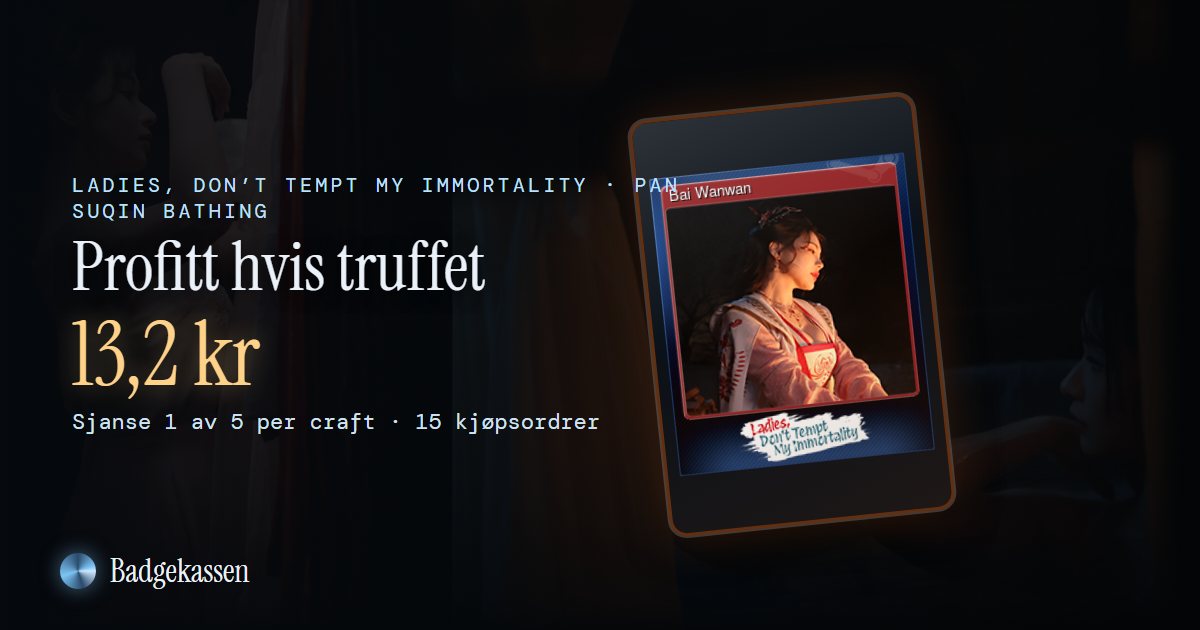 LADIES, DON’T TEMPT MY IMMORTALITY · PAN
SUQIN BATHING
Profitt hvis truffet
13,2 kr
Sjanse 1 av 5 per craft · 15 kjøpsordrer
Bai Wanwan
Ladies,
Don't Tempt
My Immortality
Badgekassen